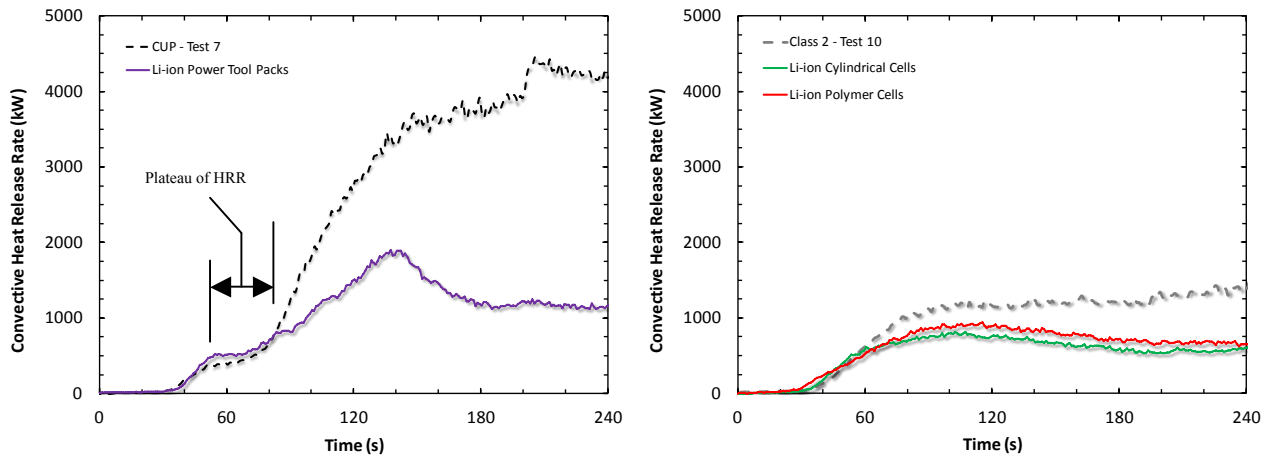 5000
4000
3000
2000
1000
0
Convective Heat Release Rate (kW)
CUP - Test 7
Li-ion Power Tool Packs
Plateau of HRR
0
60
120
180
240
Time (s)
5000
4000
3000
2000
1000
0
Convective Heat Release Rate (kW)
Class 2 - Test 10
Li-ion Cylindrical Cells
Li-ion Polymer Cells
0
60
120
180
240
Time (s)